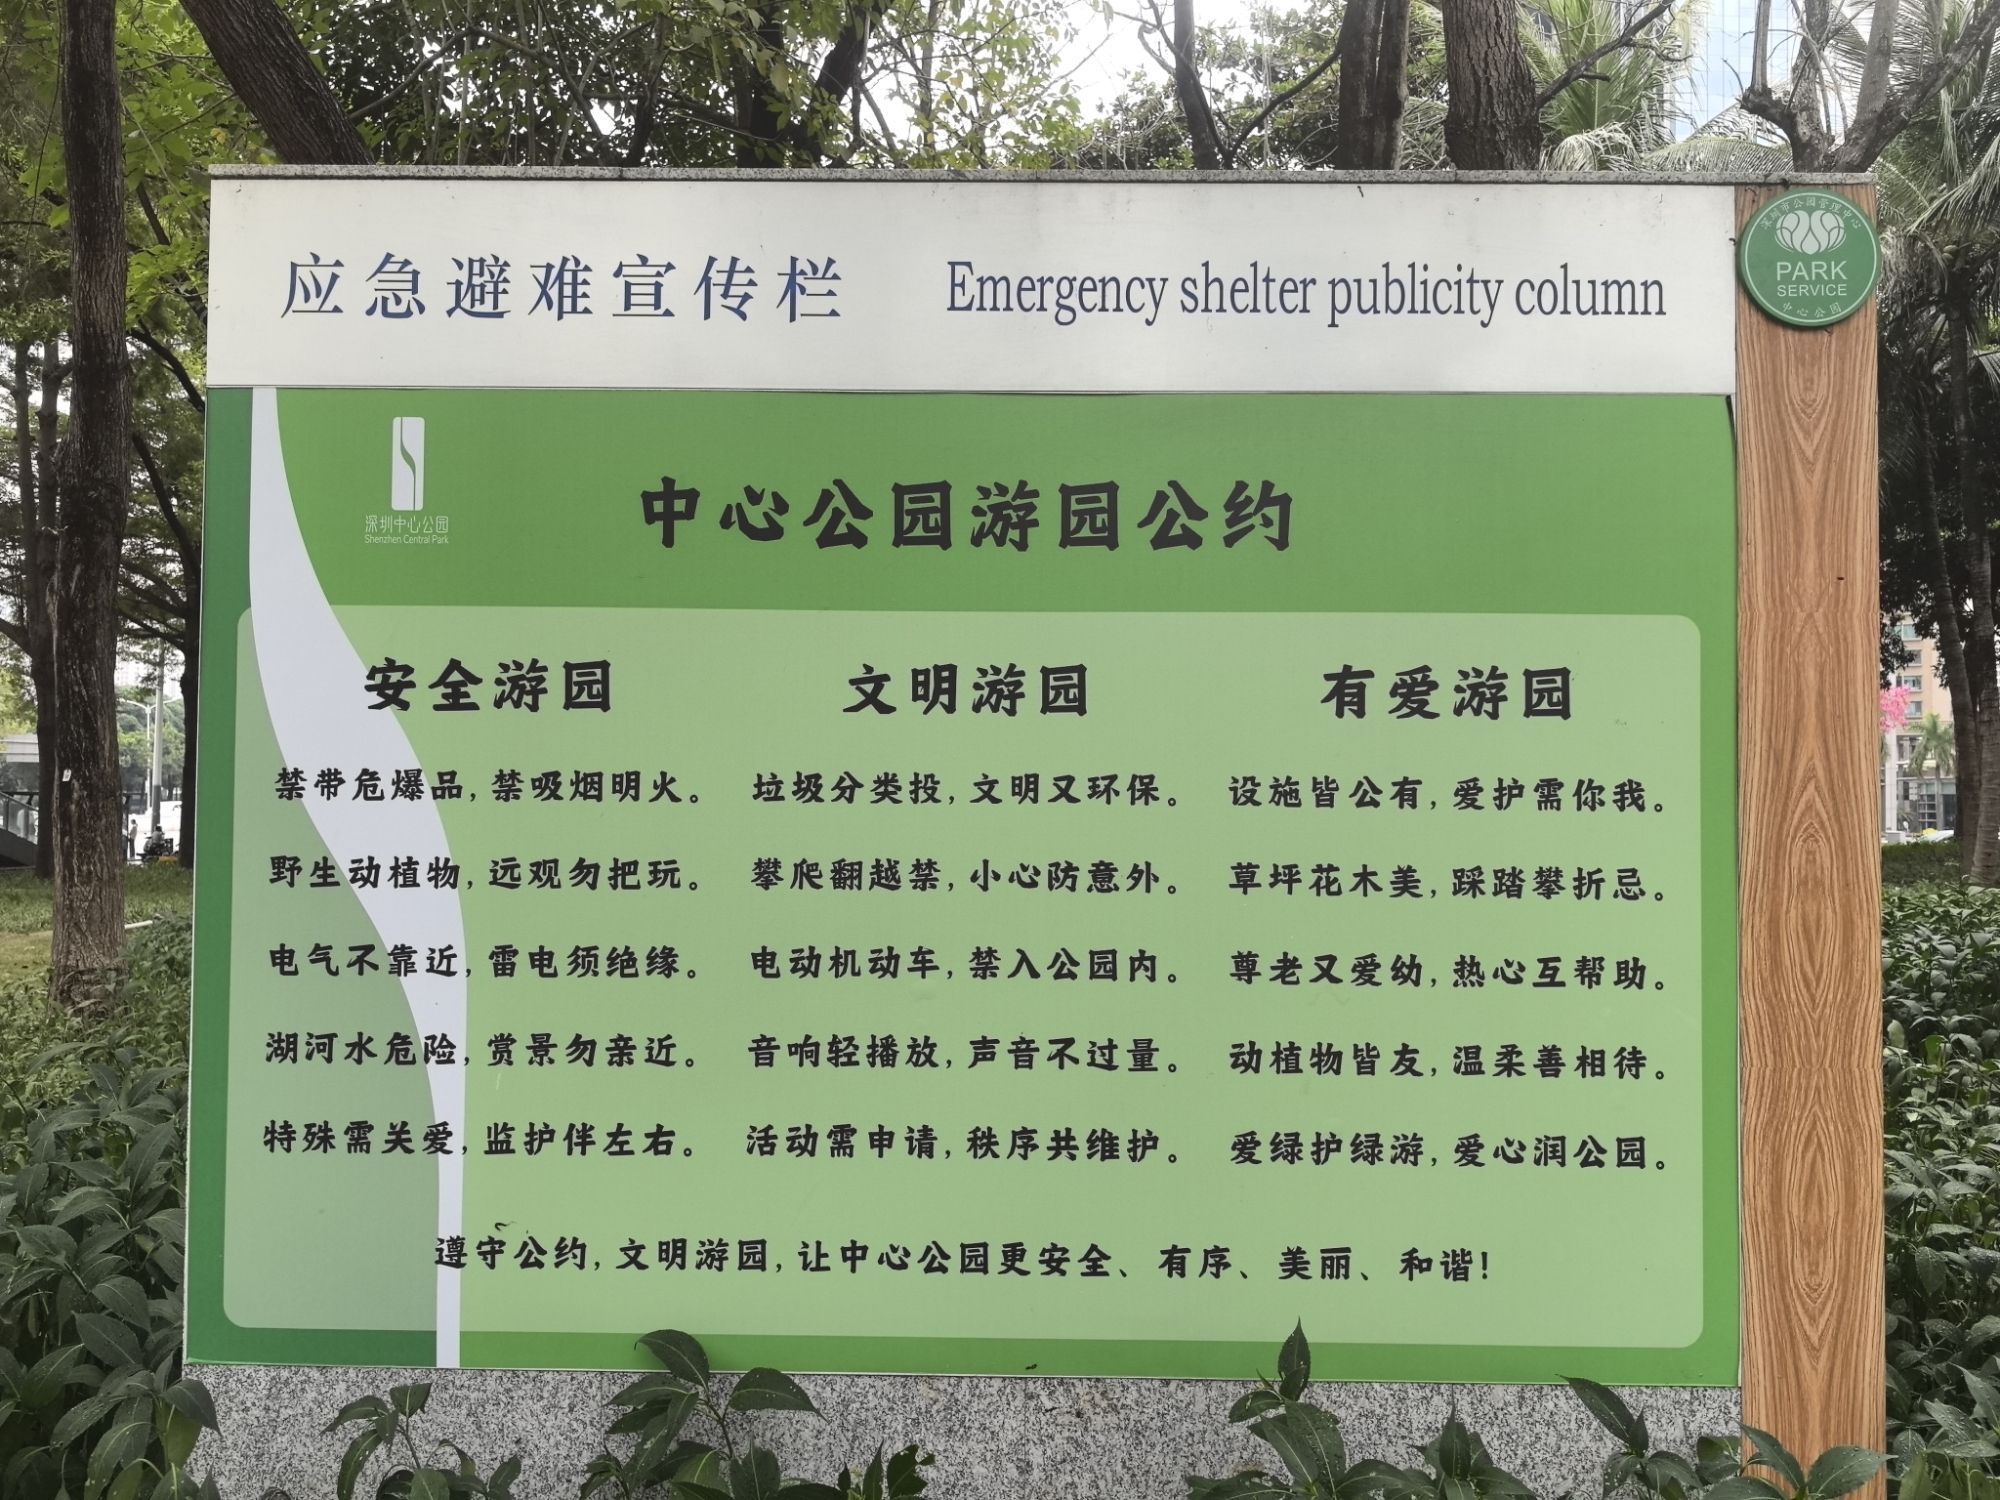 应急避难宣传栏 Emergency shelter publicity column
深圳市公园管理中心
PARK
SERVICE
中心公园
深圳中心公园
Shenzhen Central Park
中心公园游园公约
安全游园
禁带危爆品,禁吸烟明火。
野生动植物,远观勿把玩。
电气不靠近,雷电须绝缘。
湖河水危险,赏景勿亲近。
特殊需关爱,监护伴左右。
文明游园
垃圾分类投,文明又环保。
攀爬翻越禁,小心防意外。
电动机动车,禁入公园内。
音响轻播放,声音不过量。
活动需申请,秩序共维护。
有爱游园
设施皆公有,爱护需你我。
草坪花木美,踩踏攀折忌。
尊老又爱幼,热心互帮助。
动植物皆友,温柔善相待。
爱绿护绿游,爱心润公园。
遵守公约,文明游园,让中心公园更安全、有序、美丽、和谐!